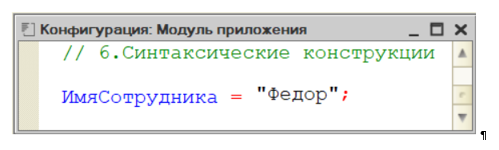 Конфигурация: Модуль приложения
// 6.Синтаксические конструкции
ИмяСотрудника = "Федор";
¶